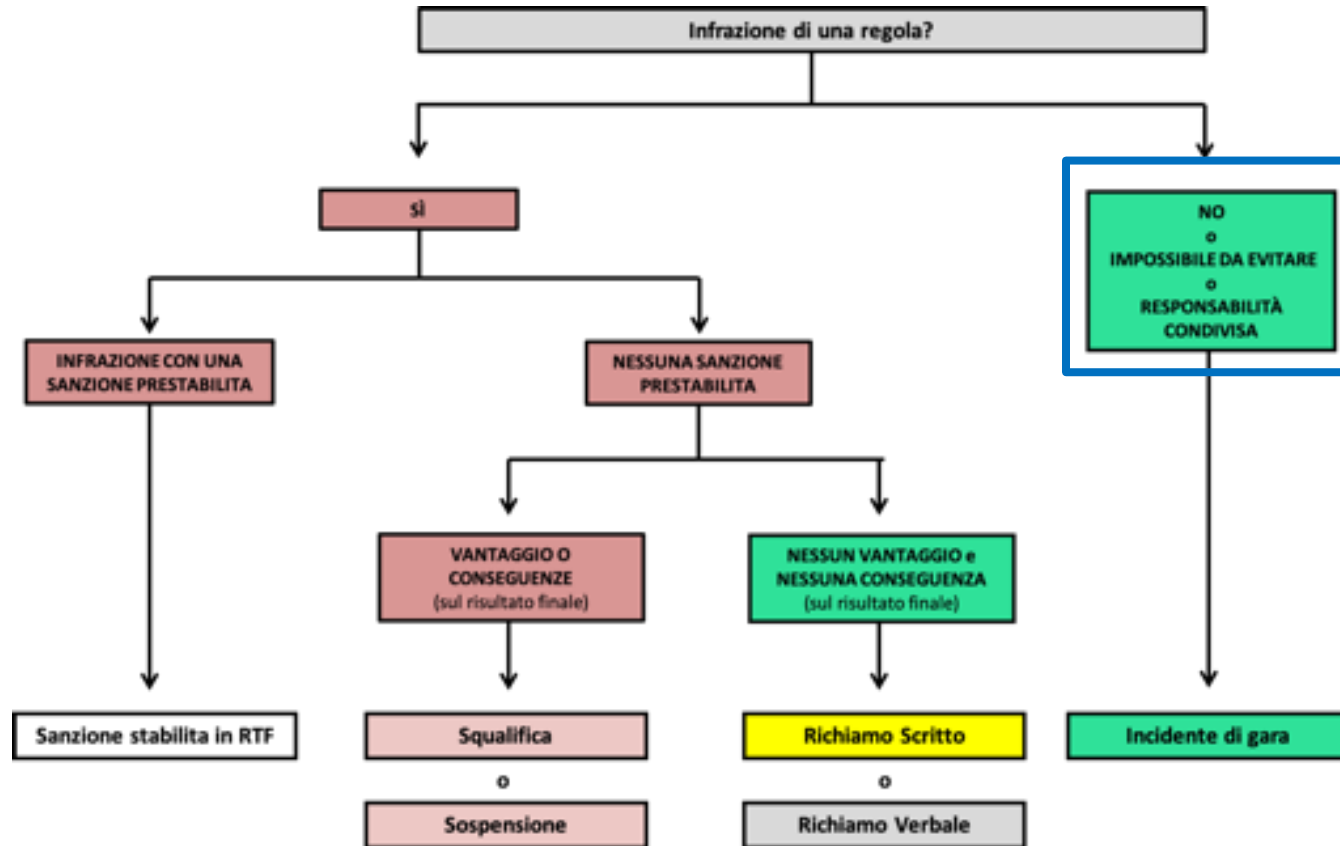 Infrazione di una regola?
sì
NO
o
IMPOSSIBILE DA EVITARE
o
RESPONSABILITÀ
CONDIVISA
INFRAZIONE CON UNA
SANZIONE PRESTABILITA
NESSUNA SANZIONE
PRESTABILITA
VANTAGGIO O
CONSEGUENZE
(sul risultato finale)
NESSUN VANTAGGIO e
NESSUNA CONSEGUENZA
(sul risultato finale)
Sanzione stabilita in RTF
Squalifica
o
Sospensione
Richiamo Scritto
o
Richiamo Verbale
Incidente di gara